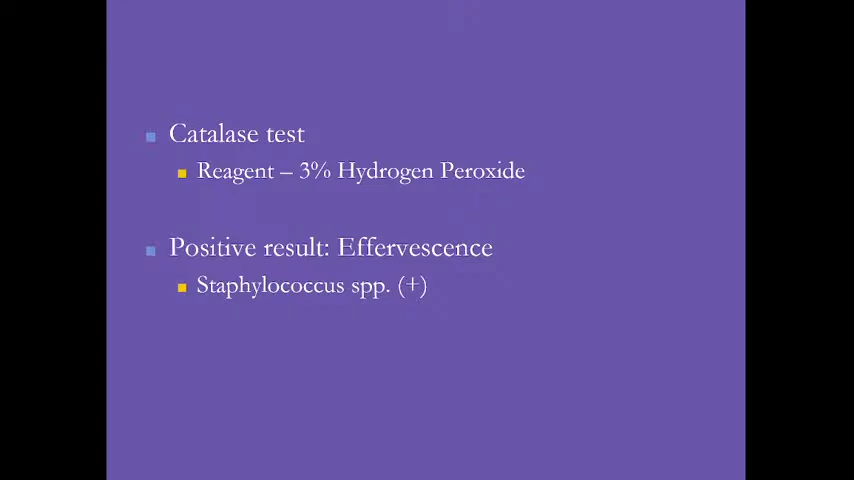 Catalase test
Reagent – 3% Hydrogen Peroxide
Positive result: Effervescence
Staphylococcus spp. (+)